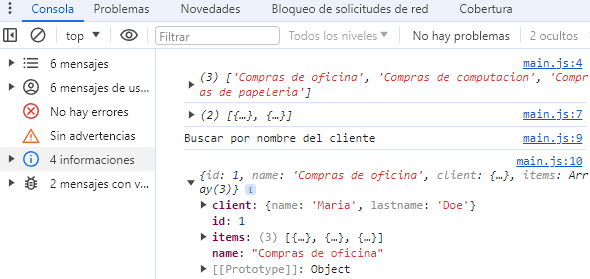 Consola Problemas Novedades Bloqueo de solicitudes de red Cobertura
top Filtrar Todos los niveles No hay problemas 2 ocultos
6 mensajes
6 mensajes de us...
No hay errores
Sin advertencias
4 informaciones
2 mensajes con v...
main.js:4
(3) ['Compras de oficina', 'Compras de computacion', 'Compr
as de papeleria']
(2) [{…}, {…}] main.js:7
Buscar por nombre del cliente main.js:9
main.js:10
{id: 1, name: 'Compras de oficina', client: {…}, items: Arr
ay(3)} i
client: {name: 'Maria', lastname: 'Doe'}
id: 1
items: (3) [{…}, {…}, {…}]
name: "Compras de oficina"
[[Prototype]]: Object